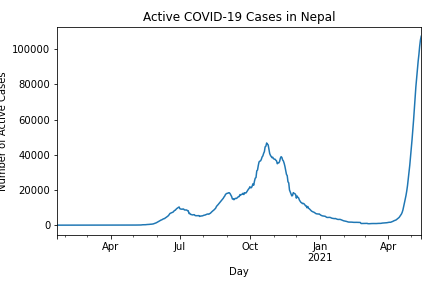 Active COVID-19 Cases in Nepal
Number of Active Cases
100000
80000
60000
40000
20000
0
Apr
Jul
Oct
Jan
2021
Apr
Day